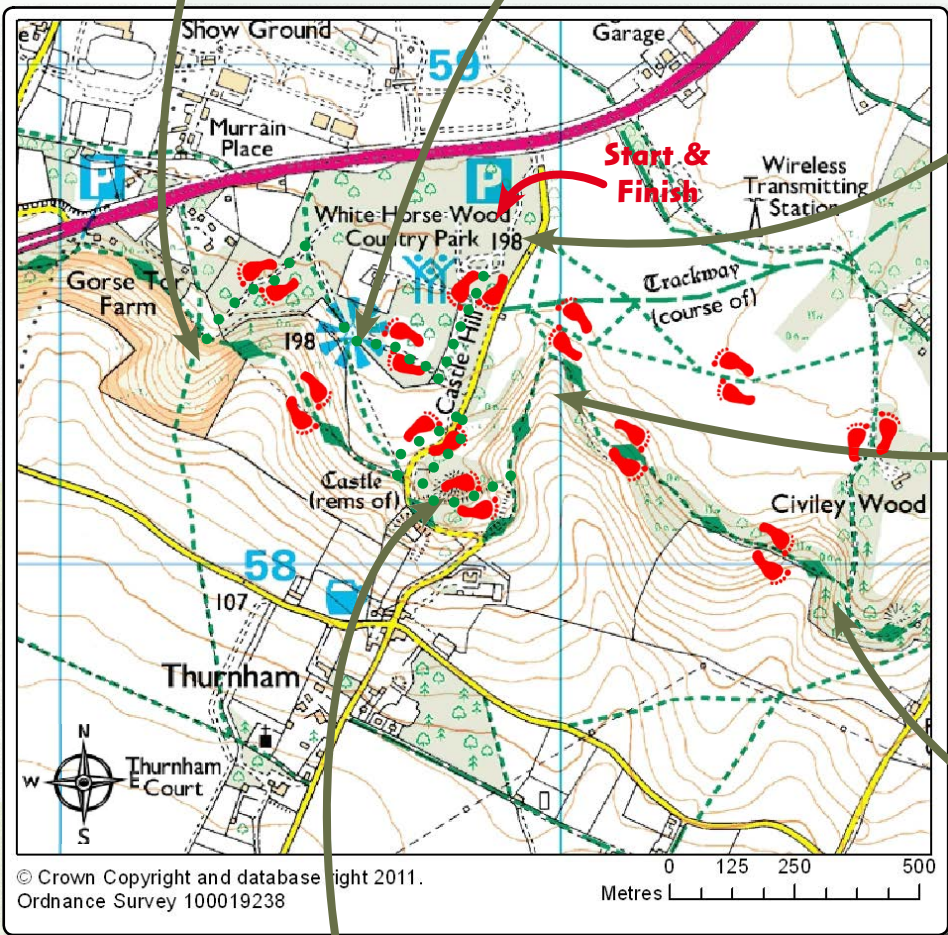 e
Show Ground
Garage
59
Murrain
Place
P
P
Start &
Finish
Wireless
Transmitting
Station
White Horse Wood
Country Park 198
Trackway
(course of)
Gorse Tor
Farm
198
Castle Hill
Castle
(rems of)
Civiley Wood
58
107
Thurnham
N
W
E
S
Thurnham
Court
© Crown Copyright and database right 2011.
Ordnance Survey 100019238
0 125 250 500
Metres